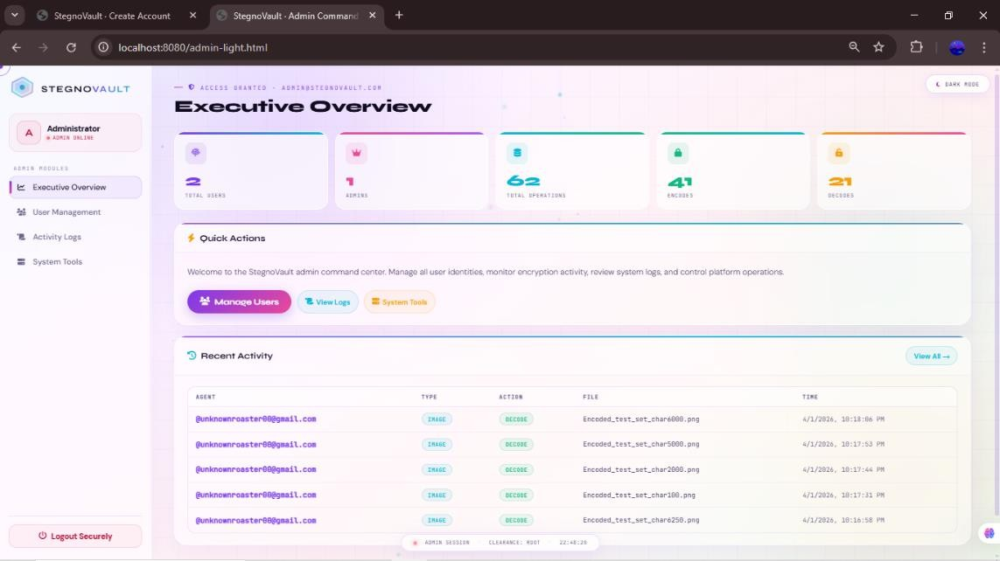 StegnoVault · Create Account
StegnoVault · Admin Command
localhost:8080/admin-light.html
STEGNOVAULT
A
Administrator
ADMIN ONLINE
ADMIN MODULES
Executive Overview
User Management
Activity Logs
System Tools
Logout Securely
ACCESS GRANTED · ADMIN@STEGNOVAULT.COM
DARK MODE
Executive Overview
2
TOTAL USERS
1
ADMINS
62
TOTAL OPERATIONS
41
ENCODES
21
DECODES
Quick Actions
Welcome to the StegnoVault admin command center. Manage all user identities, monitor encryption activity, review system logs, and control platform operations.
Manage Users View Logs System Tools
Recent Activity
View All →
AGENT TYPE ACTION FILE TIME
@unknownroaster00@gmail.com IMAGE DECODE Encoded_test_set_char6000.png 4/1/2026, 10:18:06 PM
@unknownroaster00@gmail.com IMAGE DECODE Encoded_test_set_char5000.png 4/1/2026, 10:17:53 PM
@unknownroaster00@gmail.com IMAGE DECODE Encoded_test_set_char2000.png 4/1/2026, 10:17:44 PM
@unknownroaster00@gmail.com IMAGE DECODE Encoded_test_set_char100.png 4/1/2026, 10:17:31 PM
@unknownroaster00@gmail.com IMAGE DECODE Encoded_test_set_char6250.png 4/1/2026, 10:16:58 PM
ADMIN SESSION · CLEARANCE: ROOT · 22:48:20